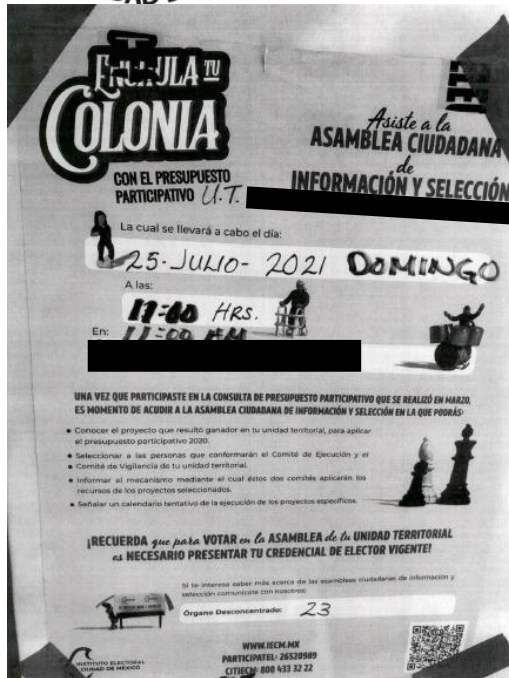 TU
COLONIA
CON EL PRESUPUESTO
PARTICIPATIVO U.T.
Asiste a la
ASAMBLEA CIUDADANA
de
INFORMACIÓN Y SELECCIÓN
La cual se llevará a cabo el día:
25-JULIO-2021 DOMINGO
A las:
11:00 HRS.
En: 11:00 AM
UNA VEZ QUE PARTICIPASTE EN LA CONSULTA DE PRESUPUESTO PARTICIPATIVO QUE SE REALIZÓ EN MARZO,
ES MOMENTO DE ACUDIR A LA ASAMBLEA CIUDADANA DE INFORMACIÓN Y SELECCIÓN EN LA QUE PODRÁS:
• Conocer el proyecto que resultó ganador en tu unidad territorial, para aplicar
el presupuesto participativo 2020.
• Seleccionar a las personas que conformarán el Comité de Ejecución y el
• Comité de Vigilancia de tu unidad territorial.
• Informar el mecanismo mediante el cual éstos dos comités aplicarán los
recursos de los proyectos seleccionados.
• Señalar un calendario tentativo de la ejecución de los proyectos específicos.
¡RECUERDA que para VOTAR en la ASAMBLEA de tu UNIDAD TERRITORIAL
es NECESARIO PRESENTAR TU CREDENCIAL DE ELECTOR VIGENTE!
Si te interesa saber más acerca de las asambleas ciudadanas de información y
selección comunícate con nosotros:
Órgano Desconcentrado: 23
INSTITUTO ELECTORAL
CIUDAD DE MÉXICO
WWW.IECM.MX
PARTICIPATEL: 26520989
CITIECM: 800 433 32 22